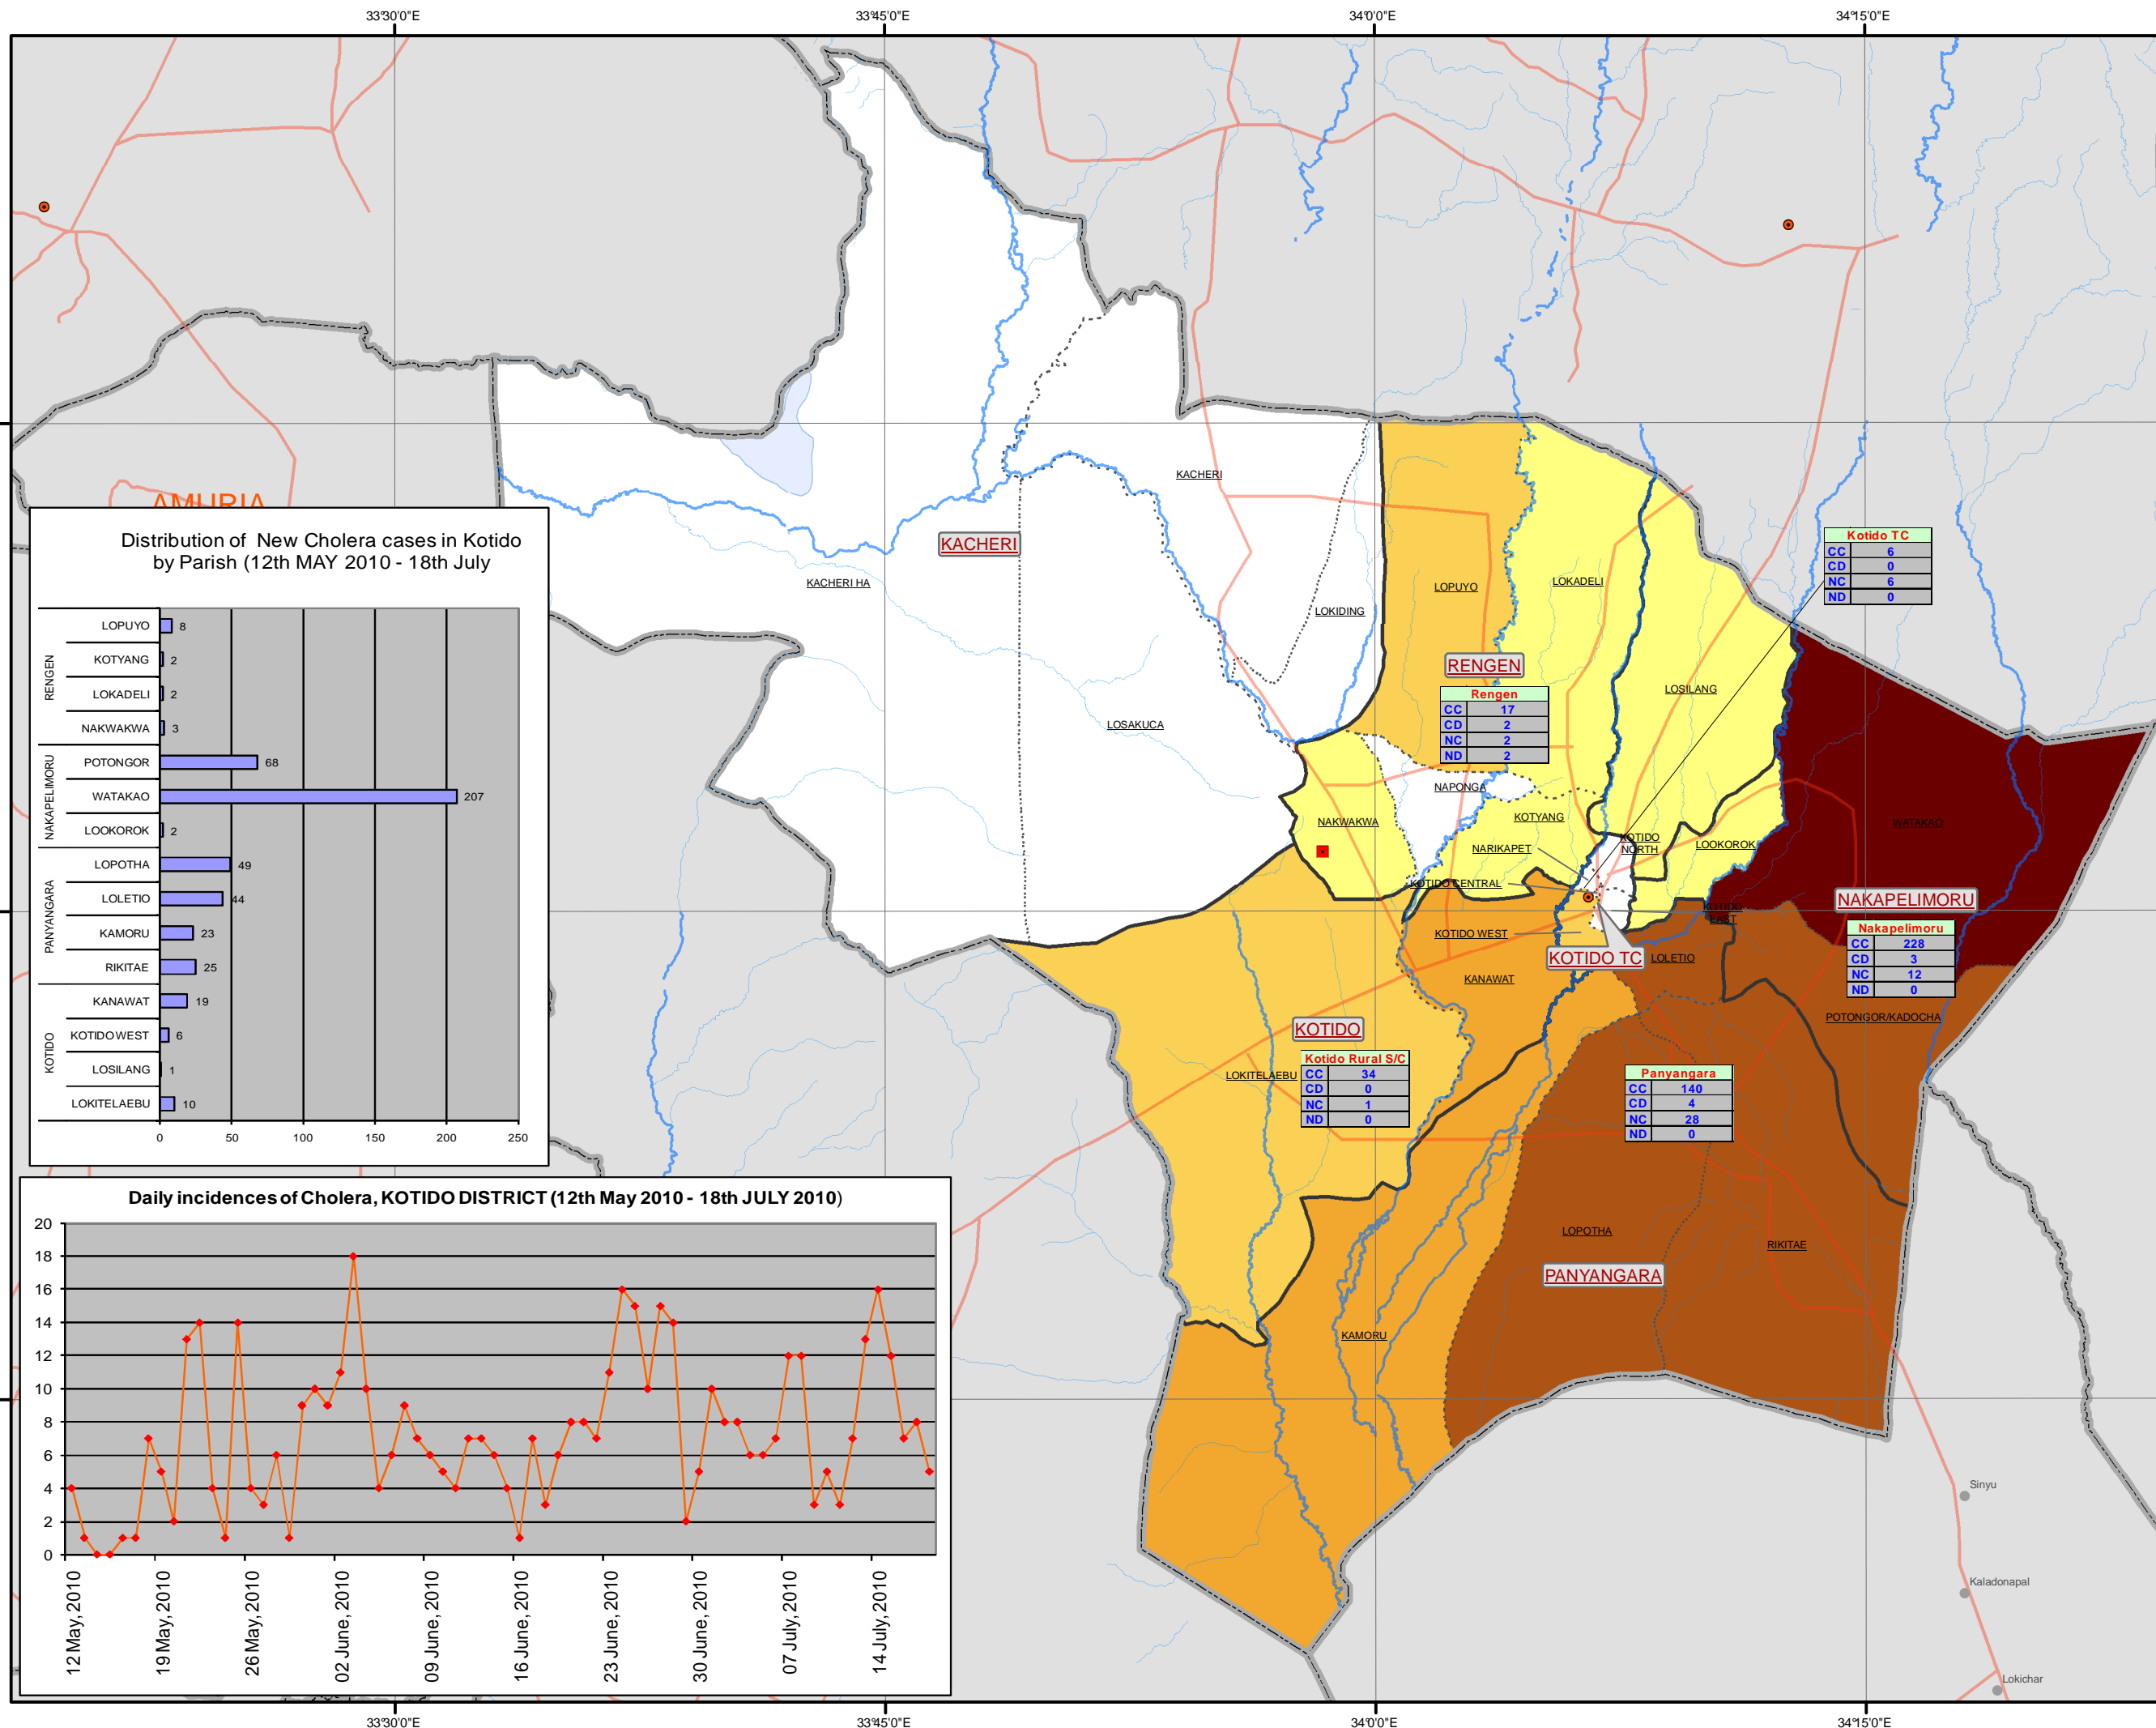 33°30'0"E
33°45'0"E
34°0'0"E
34°15'0"E
AMURIA
Distribution of New Cholera cases in Kotido
by Parish (12th MAY 2010 - 18th July
RENGEN
LOPUYO 8
KOTYANG 2
LOKADELI 2
NAKWAKWA 3
NAKAPELIMORU
POTONGOR 68
WATAKAO 207
LOOKOROK 2
PANYANGARA
LOPOTHA 49
LOLETIO 44
KAMORU 23
RIKITAE 25
KOTIDO
KANAWAT 19
KOTIDO WEST 6
LOSILANG 1
LOKITELAEBU 10
0 50 100 150 200 250
Daily incidences of Cholera, KOTIDO DISTRICT (12th May 2010 - 18th JULY 2010)
20
18
16
14
12
10
8
6
4
2
0
12 May, 2010
19 May, 2010
26 May, 2010
02 June, 2010
09 June, 2010
16 June, 2010
23 June, 2010
30 June, 2010
07 July, 2010
14 July, 2010
KACHERI
KACHERI
KACHERI HA
LOKIDING
LOSAKUCA
LOPUYO
LOKADELI
LOSILANG
RENGEN
Rengen
CC 17
CD 2
NC 2
ND 2
Kotido TC
CC 6
CD 0
NC 6
ND 0
NAPONGA
NAKWAKWA
KOTYANG
NARIKAPET
KOTIDO
NORTH
LOOKOROK
WATAKAO
KOTIDO CENTRAL
KOTIDO
EAST
KOTIDO WEST
KOTIDO TC
LOLETIO
KANAWAT
NAKAPELIMORU
Nakapelimoru
CC 228
CD 3
NC 12
ND 0
POTONGOR/KADOCHA
KOTIDO
Kotido Rural S/C
CC 34
CD 0
NC 1
ND 0
LOKITELAEBU
Panyangara
CC 140
CD 4
NC 28
ND 0
LOPOTHA
RIKITAE
PANYANGARA
KAMORU
Sinyu
Kaladonapal
Lokichar
33°30'0"E
33°45'0"E
34°0'0"E
34°15'0"E